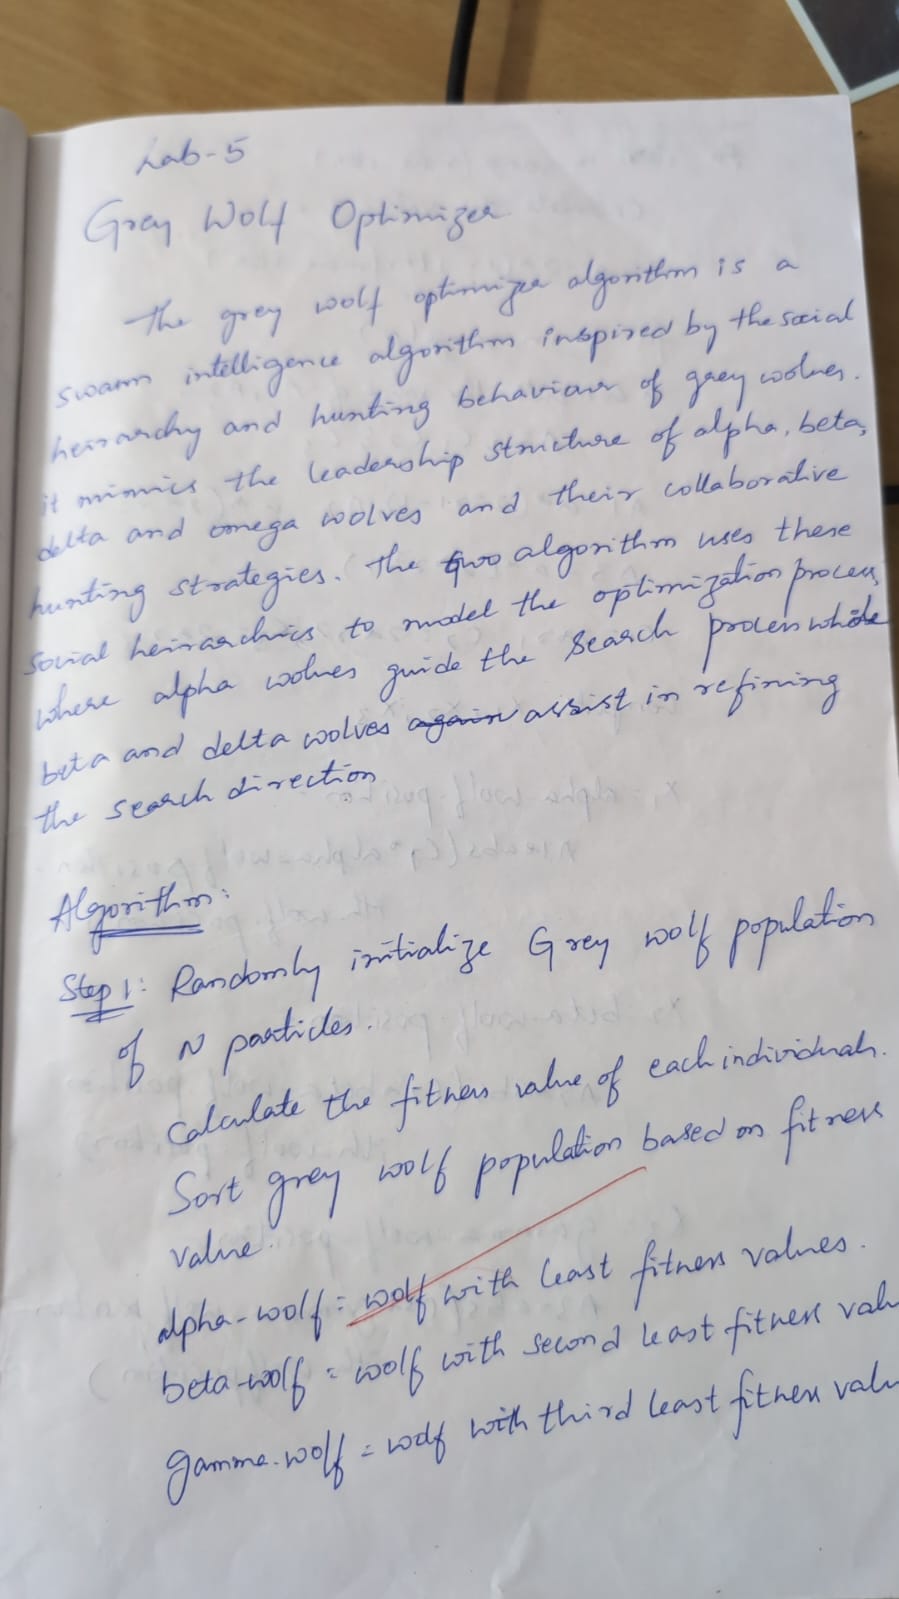 Lab-5
Grey Wolf Optimizer
The grey wolf optimizer algorithm is a
swarm intelligence algorithm inspired by the social
heirarchy and hunting behaviour of grey wolves.
it mimics the leadership structure of alpha, beta,
delta and omega wolves and their collaborative
hunting strategies. The algorithm uses these
social heirarchies to model the optimization process,
where alpha wolves guide the search process while
beta and delta wolves again assist in refining
the search direction
Algorithm:
Step 1: Randomly initialize Grey wolf population
of N particles.
Calculate the fitness value of each individuals.
Sort grey wolf population based on fitness
value.
alpha-wolf = wolf with least fitness values.
beta-wolf = wolf with second least fitness valu
gamma-wolf = wolf with third least fitness valu